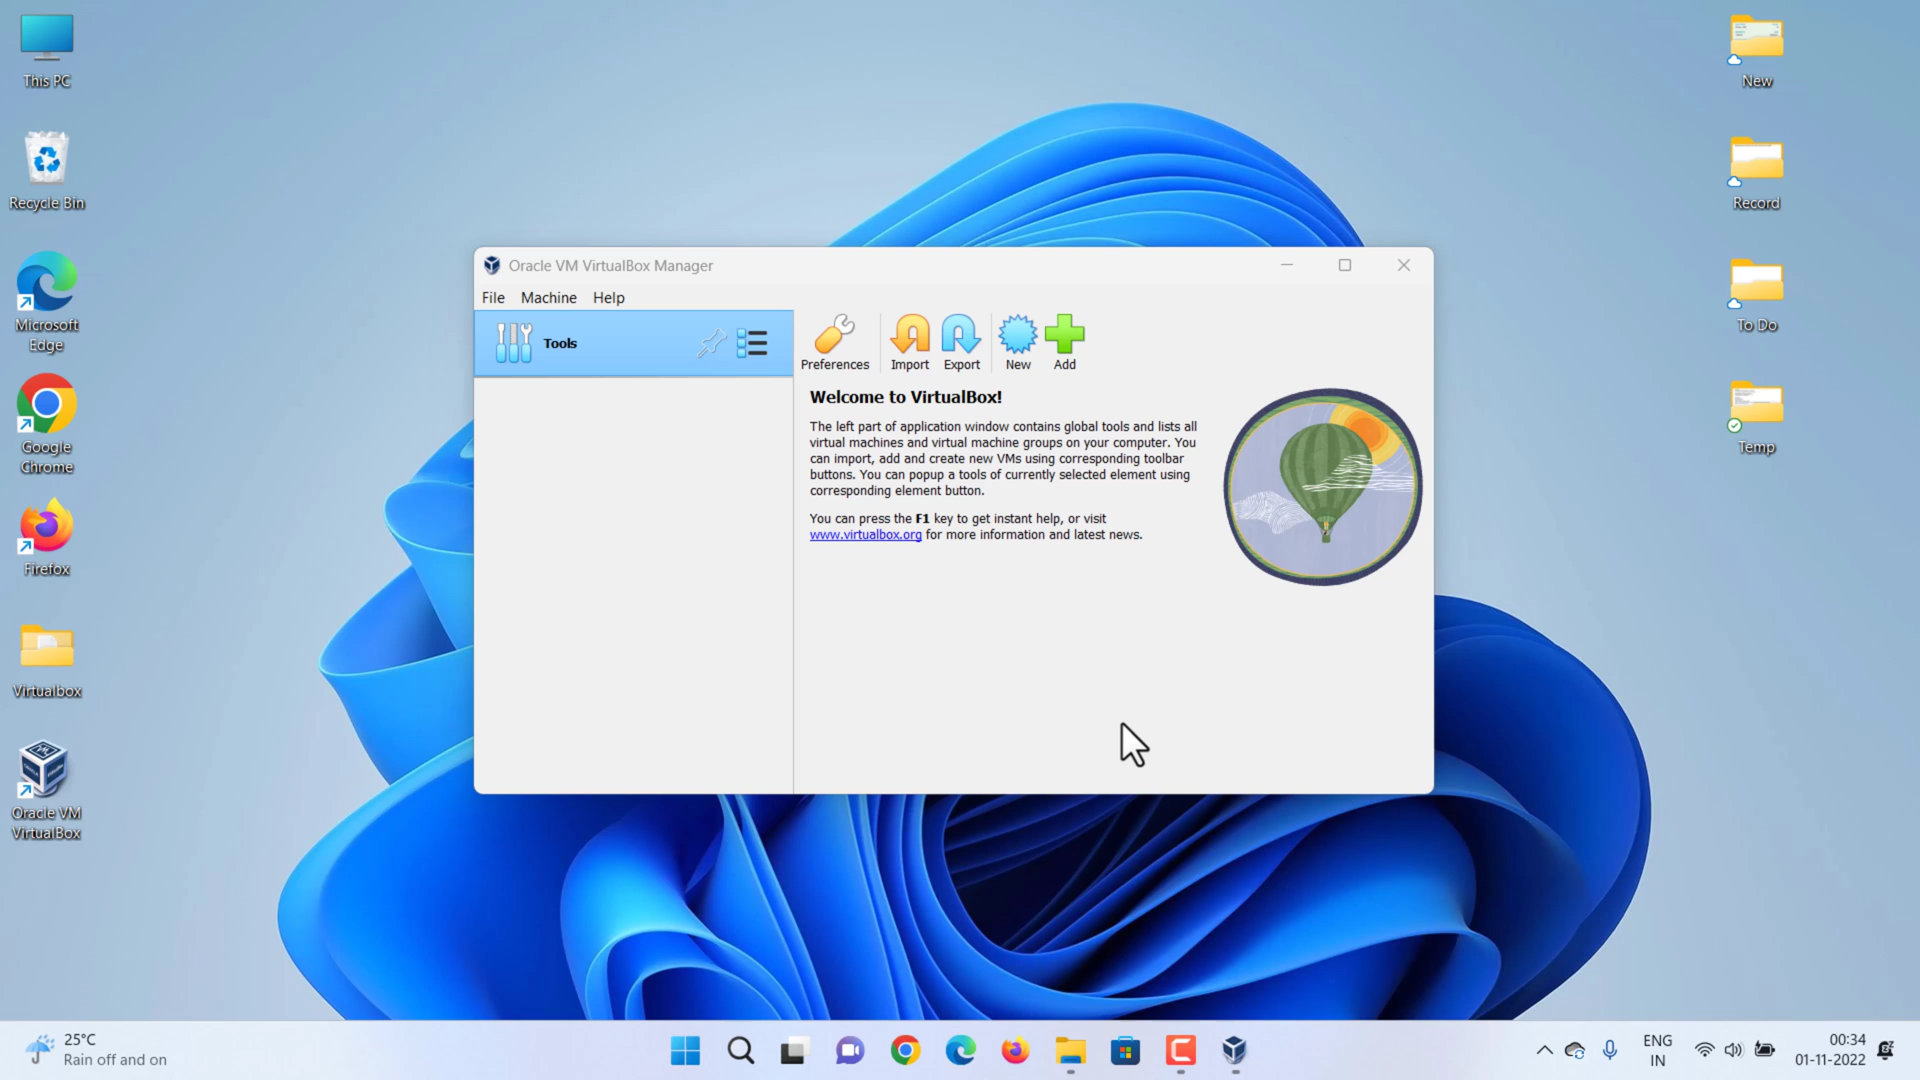 This PC
Recycle Bin
Microsoft
Edge
Google
Chrome
Firefox
Virtualbox
Oracle VM
VirtualBox
New
Record
To Do
Temp
Oracle VM VirtualBox Manager
File Machine Help
Tools
Preferences Import Export New Add
Welcome to VirtualBox!
The left part of application window contains global tools and lists all
virtual machines and virtual machine groups on your computer. You
can import, add and create new VMs using corresponding toolbar
buttons. You can popup a tools of currently selected element using
corresponding element button.
You can press the F1 key to get instant help, or visit
www.virtualbox.org for more information and latest news.
25°C
Rain off and on
ENG
IN
00:34
01-11-2022